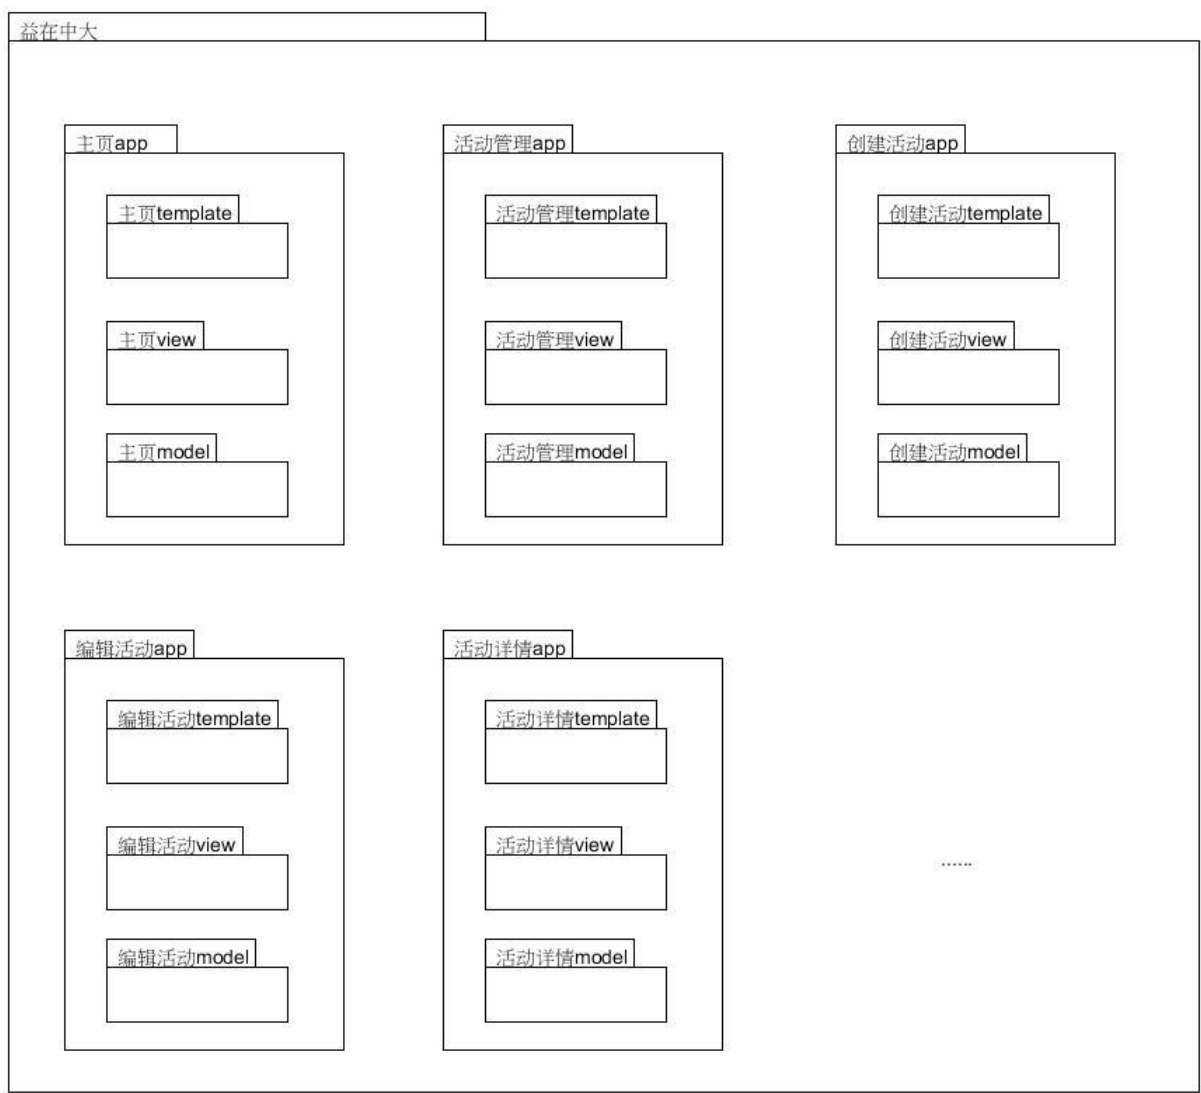 益在中大
主页app
主页template
主页view
主页model
活动管理app
活动管理template
活动管理view
活动管理model
创建活动app
创建活动template
创建活动view
创建活动model
编辑活动app
编辑活动template
编辑活动view
编辑活动model
活动详情app
活动详情template
活动详情view
活动详情model
……